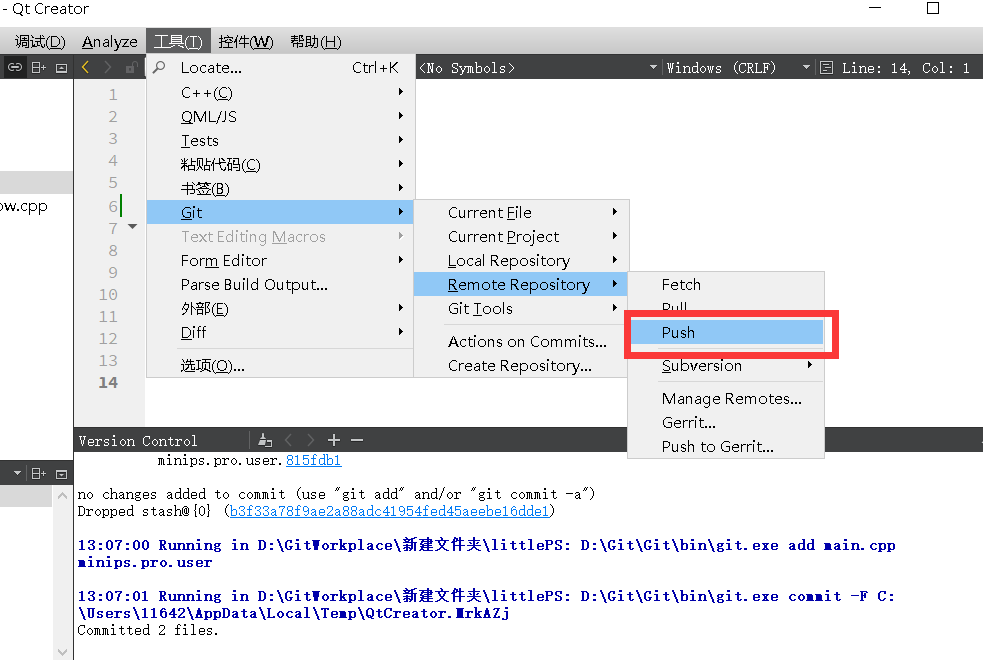 - Qt Creator
调试(D) Analyze 工具(T) 控件(W) 帮助(H)
<No Symbols> Windows (CRLF) Line: 14, Col: 1
Locate... Ctrl+K
C++(C)
QML/JS
Tests
粘贴代码(C)
书签(B)
Git
Text Editing Macros
Form Editor
Parse Build Output...
外部(E)
Diff
选项(O)...
Current File
Current Project
Local Repository
Remote Repository
Git Tools
Actions on Commits...
Create Repository...
Fetch
Pull
Push
Subversion
Manage Remotes...
Gerrit...
Push to Gerrit...
1
2
3
4
5
6
7
8
9
10
11
12
13
14
ow.cpp
Version Control
minips.pro.user.815fdb1
no changes added to commit (use "git add" and/or "git commit -a")
Dropped stash@{0} (b3f33a78f9ae2a88adc41954fed45aeebe16dde1)
13:07:00 Running in D:\GitWorkplace\新建文件夹\littlePS: D:\Git\Git\bin\git.exe add main.cpp
minips.pro.user
13:07:01 Running in D:\GitWorkplace\新建文件夹\littlePS: D:\Git\Git\bin\git.exe commit -F C:
\Users\11642\AppData\Local\Temp\QtCreator.MrkAZj
Committed 2 files.